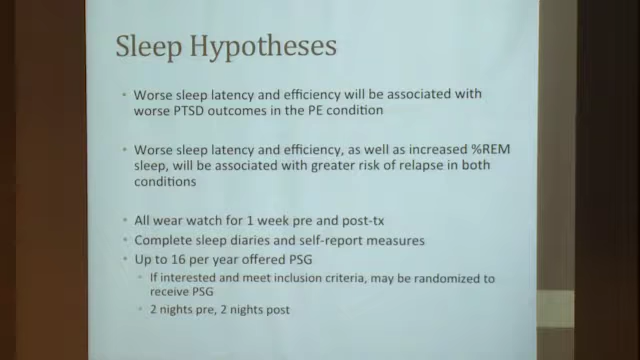 Sleep Hypotheses
• Worse sleep latency and efficiency will be associated with
worse PTSD outcomes in the PE condition
• Worse sleep latency and efficiency, as well as increased %REM
sleep, will be associated with greater risk of relapse in both
conditions
• All wear watch for 1 week pre and post-tx
• Complete sleep diaries and self-report measures
• Up to 16 per year offered PSG
• If interested and meet inclusion criteria, may be randomized to
receive PSG
• 2 nights pre, 2 nights post